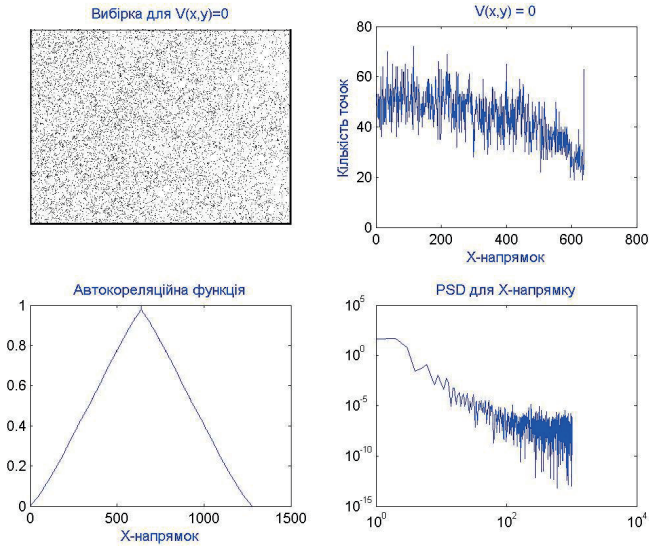 Вибірка для V(x,y)=0
V(x,y) = 0
80
60
40
20
0
Кількість точок
0 200 400 600 800
X-напрямок
Автокореляційна функція
1
0.8
0.6
0.4
0.2
0
0 500 1000 1500
X-напрямок
PSD для X-напрямку
10^5
10^0
10^-5
10^-10
10^-15
10^0 10^2 10^4